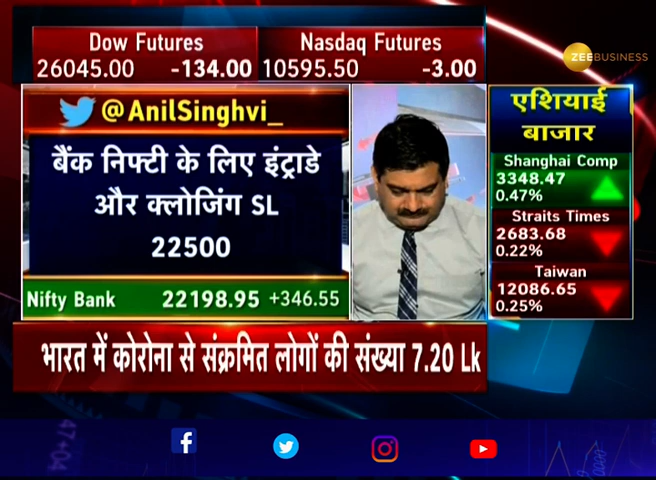 Dow Futures
26045.00 -134.00
Nasdaq Futures
10595.50 -3.00
ZEEBUSINESS
@AnilSinghvi_
बैंक निफ्टी के लिए इंट्राडे
और क्लोजिंग SL
22500
Nifty Bank 22198.95 +346.55
एशियाई
बाजार
Shanghai Comp
3348.47
0.47%
Straits Times
2683.68
0.22%
Taiwan
12086.65
0.25%
भारत में कोरोना से संक्रमित लोगों की संख्या 7.20 Lk
47+04